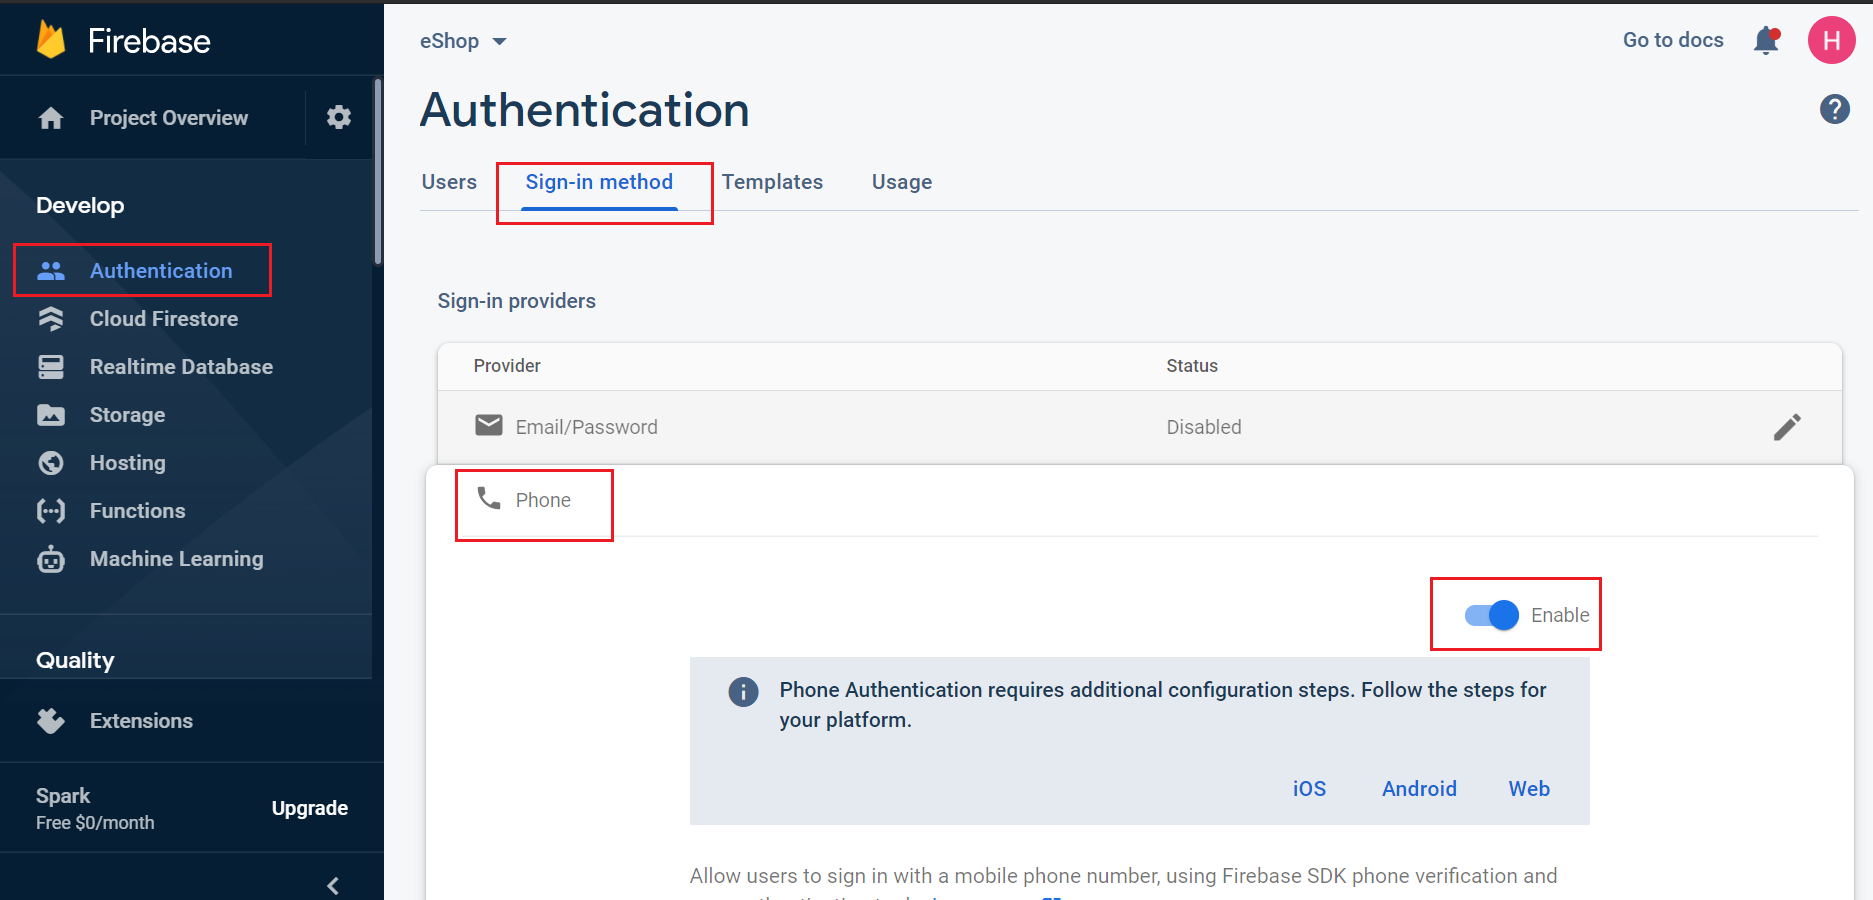 Firebase
eShop
Go to docs
H
Project Overview
Authentication
?
Users
Sign-in method
Templates
Usage
Develop
Authentication
Cloud Firestore
Realtime Database
Storage
Hosting
Functions
Machine Learning
Quality
Extensions
Spark
Free $0/month
Upgrade
Sign-in providers
Provider
Status
Email/Password
Disabled
Phone
Enable
Phone Authentication requires additional configuration steps. Follow the steps for
your platform.
iOS
Android
Web
Allow users to sign in with a mobile phone number, using Firebase SDK phone verification and